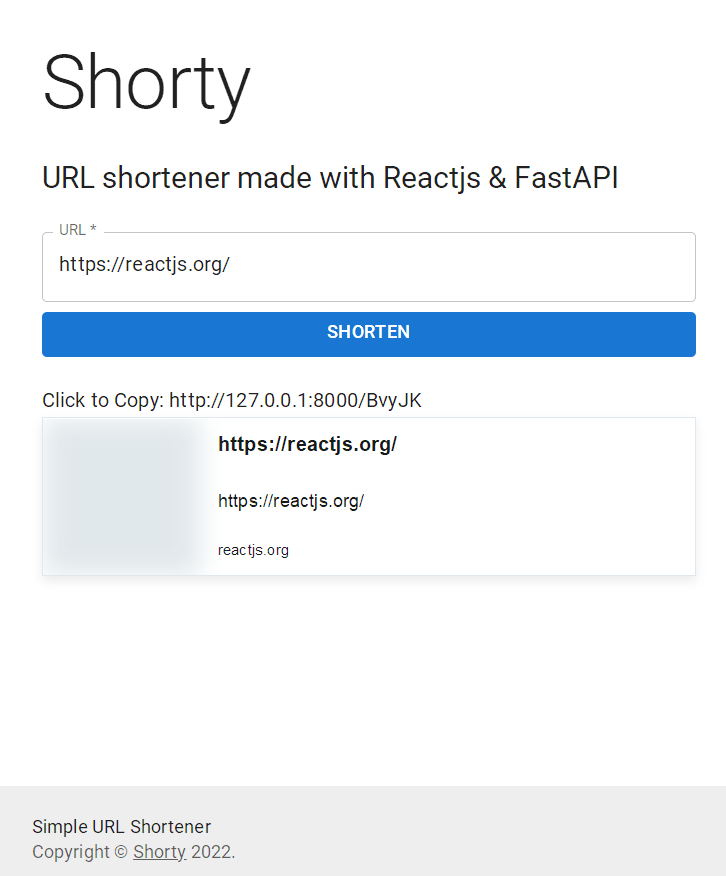 Shorty
URL shortener made with Reactjs & FastAPI
URL *
https://reactjs.org/
SHORTEN
Click to Copy: http://127.0.0.1:8000/BvyJK
https://reactjs.org/
https://reactjs.org/
reactjs.org
Simple URL Shortener
Copyright © Shorty 2022.